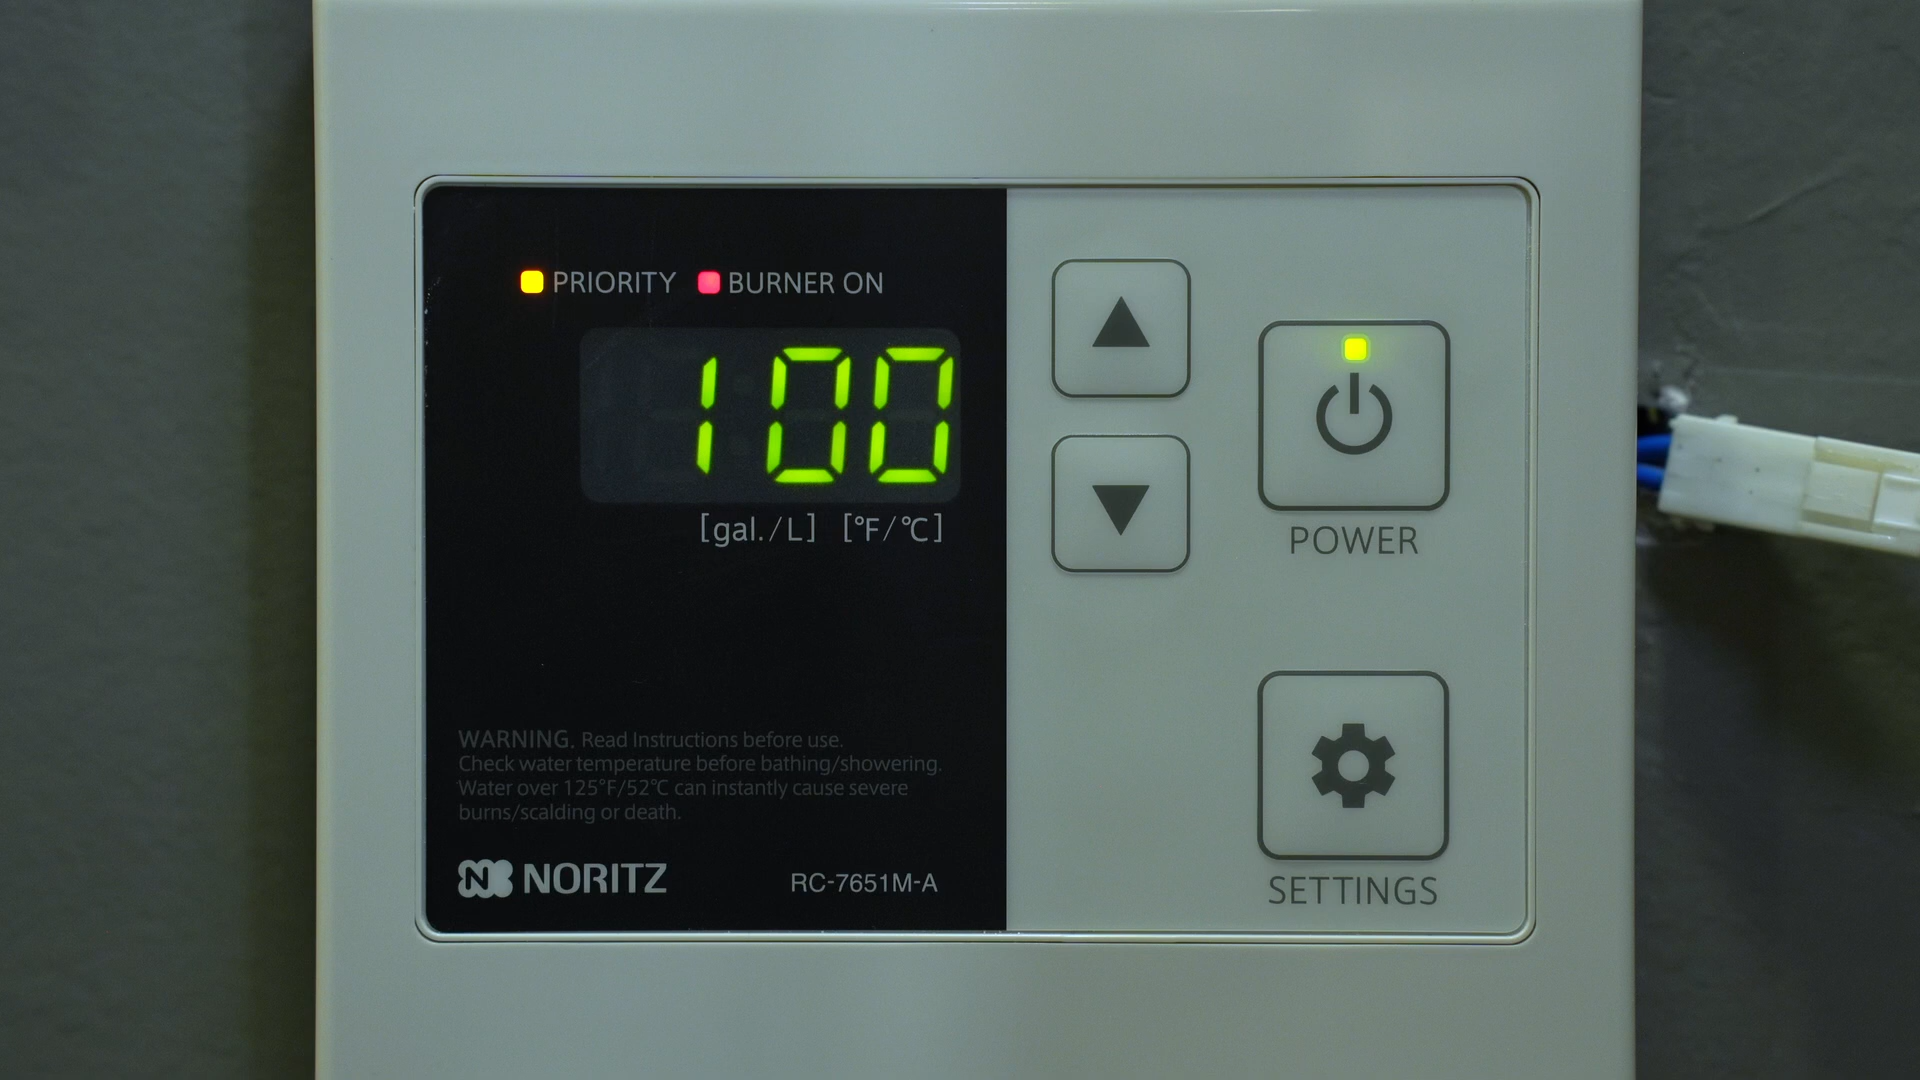 PRIORITY BURNER ON
100
[gal./L] [°F/°C]
POWER
WARNING. Read Instructions before use.
Check water temperature before bathing/showering.
Water over 125°F/52°C can instantly cause severe
burns/scalding or death.
NORITZ RC-7651M-A
SETTINGS